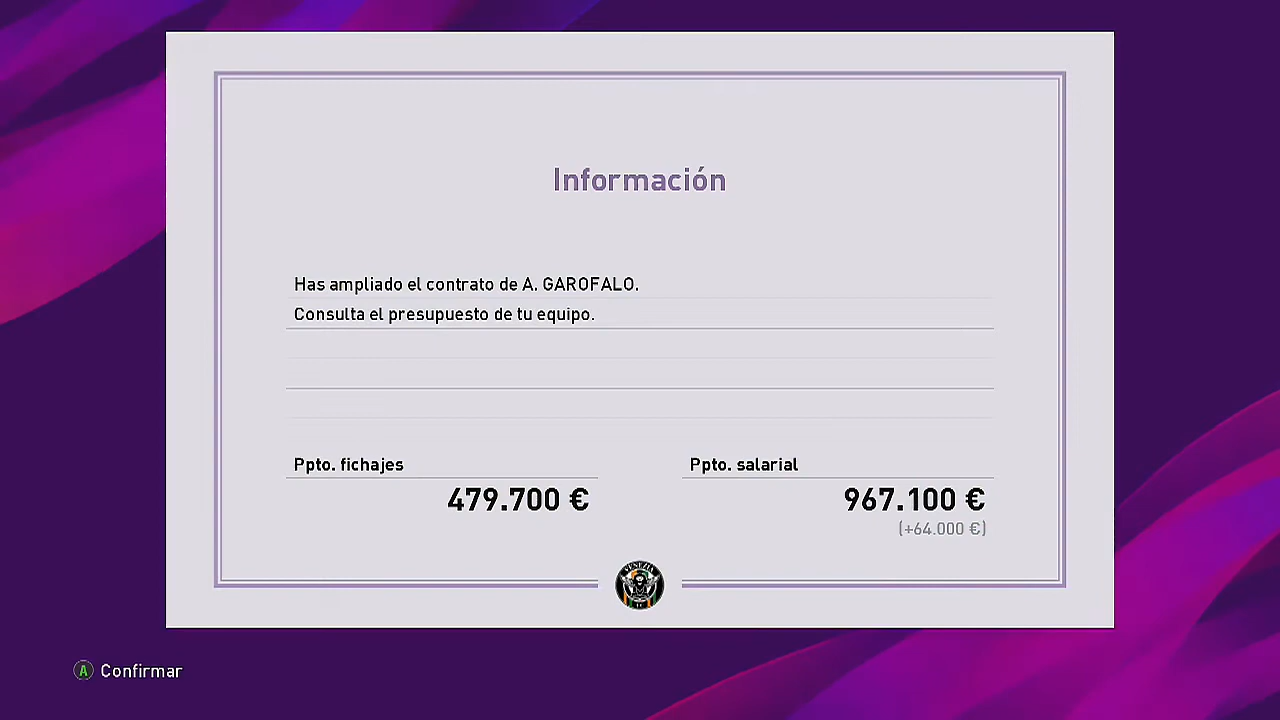 Información
Has ampliado el contrato de A. GAROFALO.
Consulta el presupuesto de tu equipo.
Ppto. fichajes
479.700 €
Ppto. salarial
967.100 €
(+64.000 €)
VENEZIA
A Confirmar